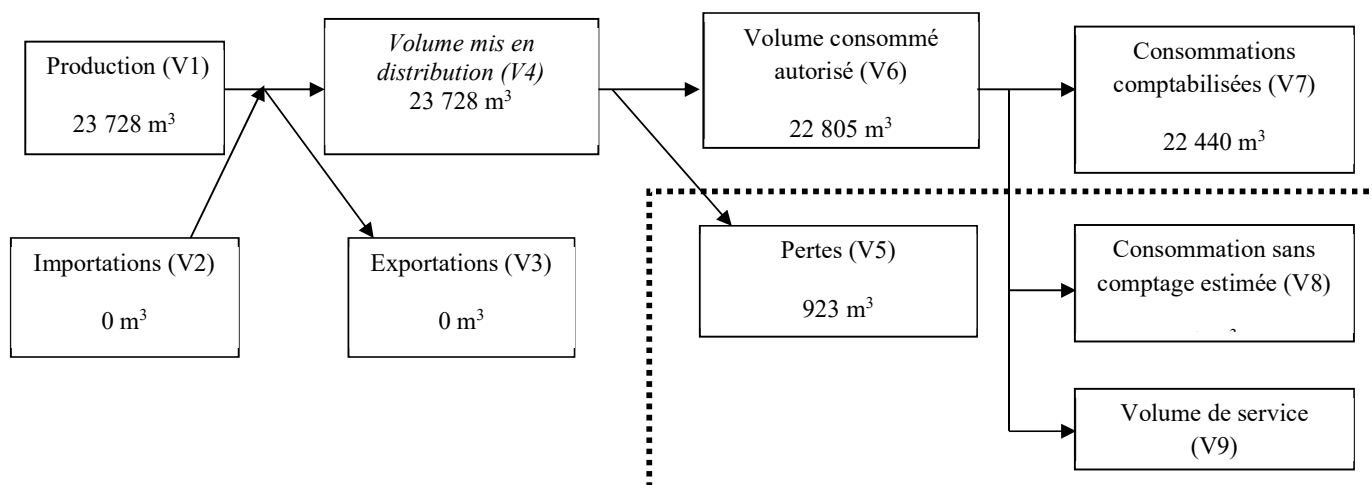 Production (V1)
23 728 m³
Volume mis en
distribution (V4)
23 728 m³
Volume consommé
autorisé (V6)
22 805 m³
Consommations
comptabilisées (V7)
22 440 m³
Importations (V2)
0 m³
Exportations (V3)
0 m³
Pertes (V5)
923 m³
Consommation sans
comptage estimée (V8)
Volume de service
(V9)